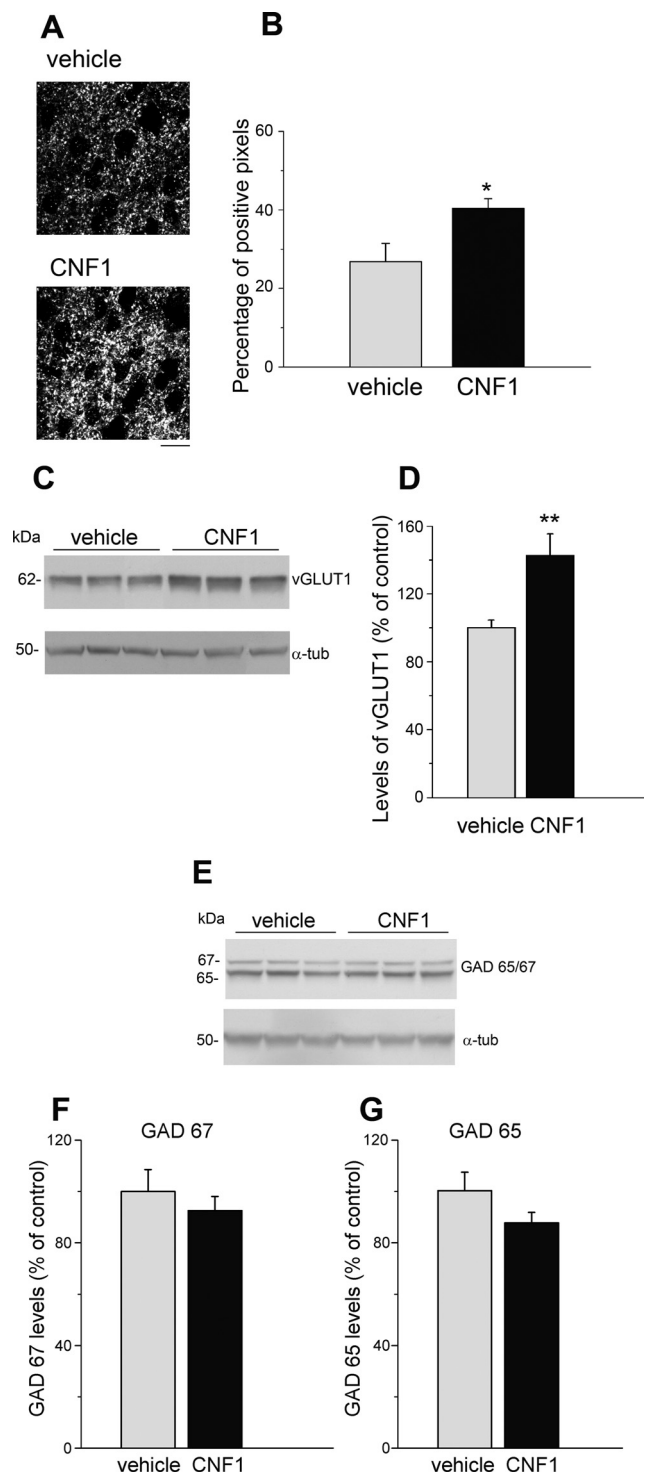 A
vehicle
CNF1
B
Percentage of positive pixels
60
40
20
0
*
vehicle CNF1
C
kDa
vehicle CNF1
62- vGLUT1
50- α-tub
D
Levels of vGLUT1 (% of control)
160
120
80
40
0
**
vehicle CNF1
E
kDa
vehicle CNF1
67-
65-
GAD 65/67
50- α-tub
F
GAD 67
GAD 67 levels (% of control)
120
80
40
0
vehicle CNF1
G
GAD 65
GAD 65 levels (% of control)
120
80
40
0
vehicle CNF1